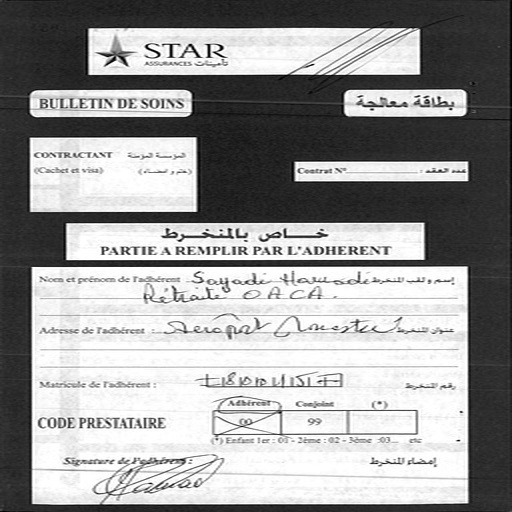 STAR
ASSURANCES تأمينات
BULLETIN DE SOINS بطاقة معالجة
CONTRACTANT المؤسسة المؤمنة
(Cachet et visa) (ختم و امضاء)
Contrat N° عدد العقد :
خاص بالمنخرط
PARTIE A REMPLIR PAR L'ADHERENT
Nom et prénom de l'adhérent Sayadi Hamadi إسم و لقب المنخرط
Rétraité OACA.
Adresse de l'adhérent : Aeroport Monastir عنوان المنخرط
Matricule de l'adhérent : رقم المنخرط
Adhérent Conjoint (*)
CODE PRESTATAIRE 00 99
(*) Enfant 1er : 01 - 2ème : 02 - 3ème :03... etc
Signature de l'adhérent : إمضاء المنخرط